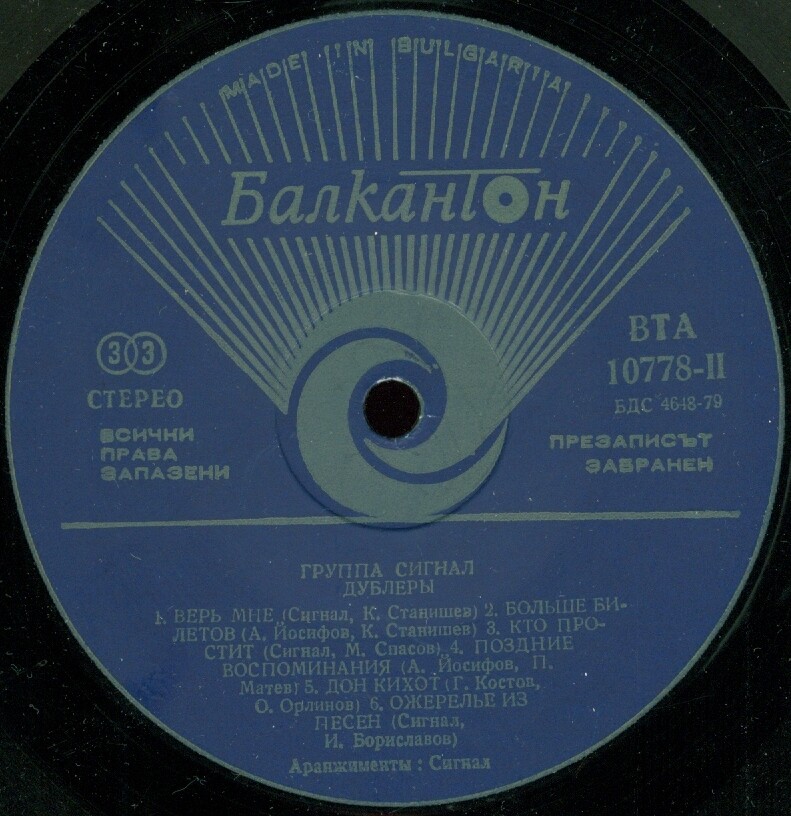 MADE IN BULGARIA
Балкантон
33
СТЕРЕО
ВСИЧКИ
ПРАВА
ЗАПАЗЕНИ
ВТА
10778-II
БДС 4648-79
ПРЕЗАПИСЪТ
ЗАБРАНЕН
ГРУППА СИГНАЛ
ДУБЛЕРЫ
1. ВЕРЬ МНЕ (Сигнал, К. Станишев) 2. БОЛЬШЕ БИ-
ЛЕТОВ (А. Йосифов, К. Станишев) 3. КТО ПРО-
СТИТ (Сигнал, М. Спасов) 4. ПОЗДНИЕ
ВОСПОМИНАНИЯ (А. Йосифов, П.
Матев) 5. ДОН КИХОТ (Г. Костов,
О. Орлинов) 6. ОЖЕРЕЛЬЕ ИЗ
ПЕСЕН (Сигнал,
И. Бориславов)
Аранжименты : Сигнал